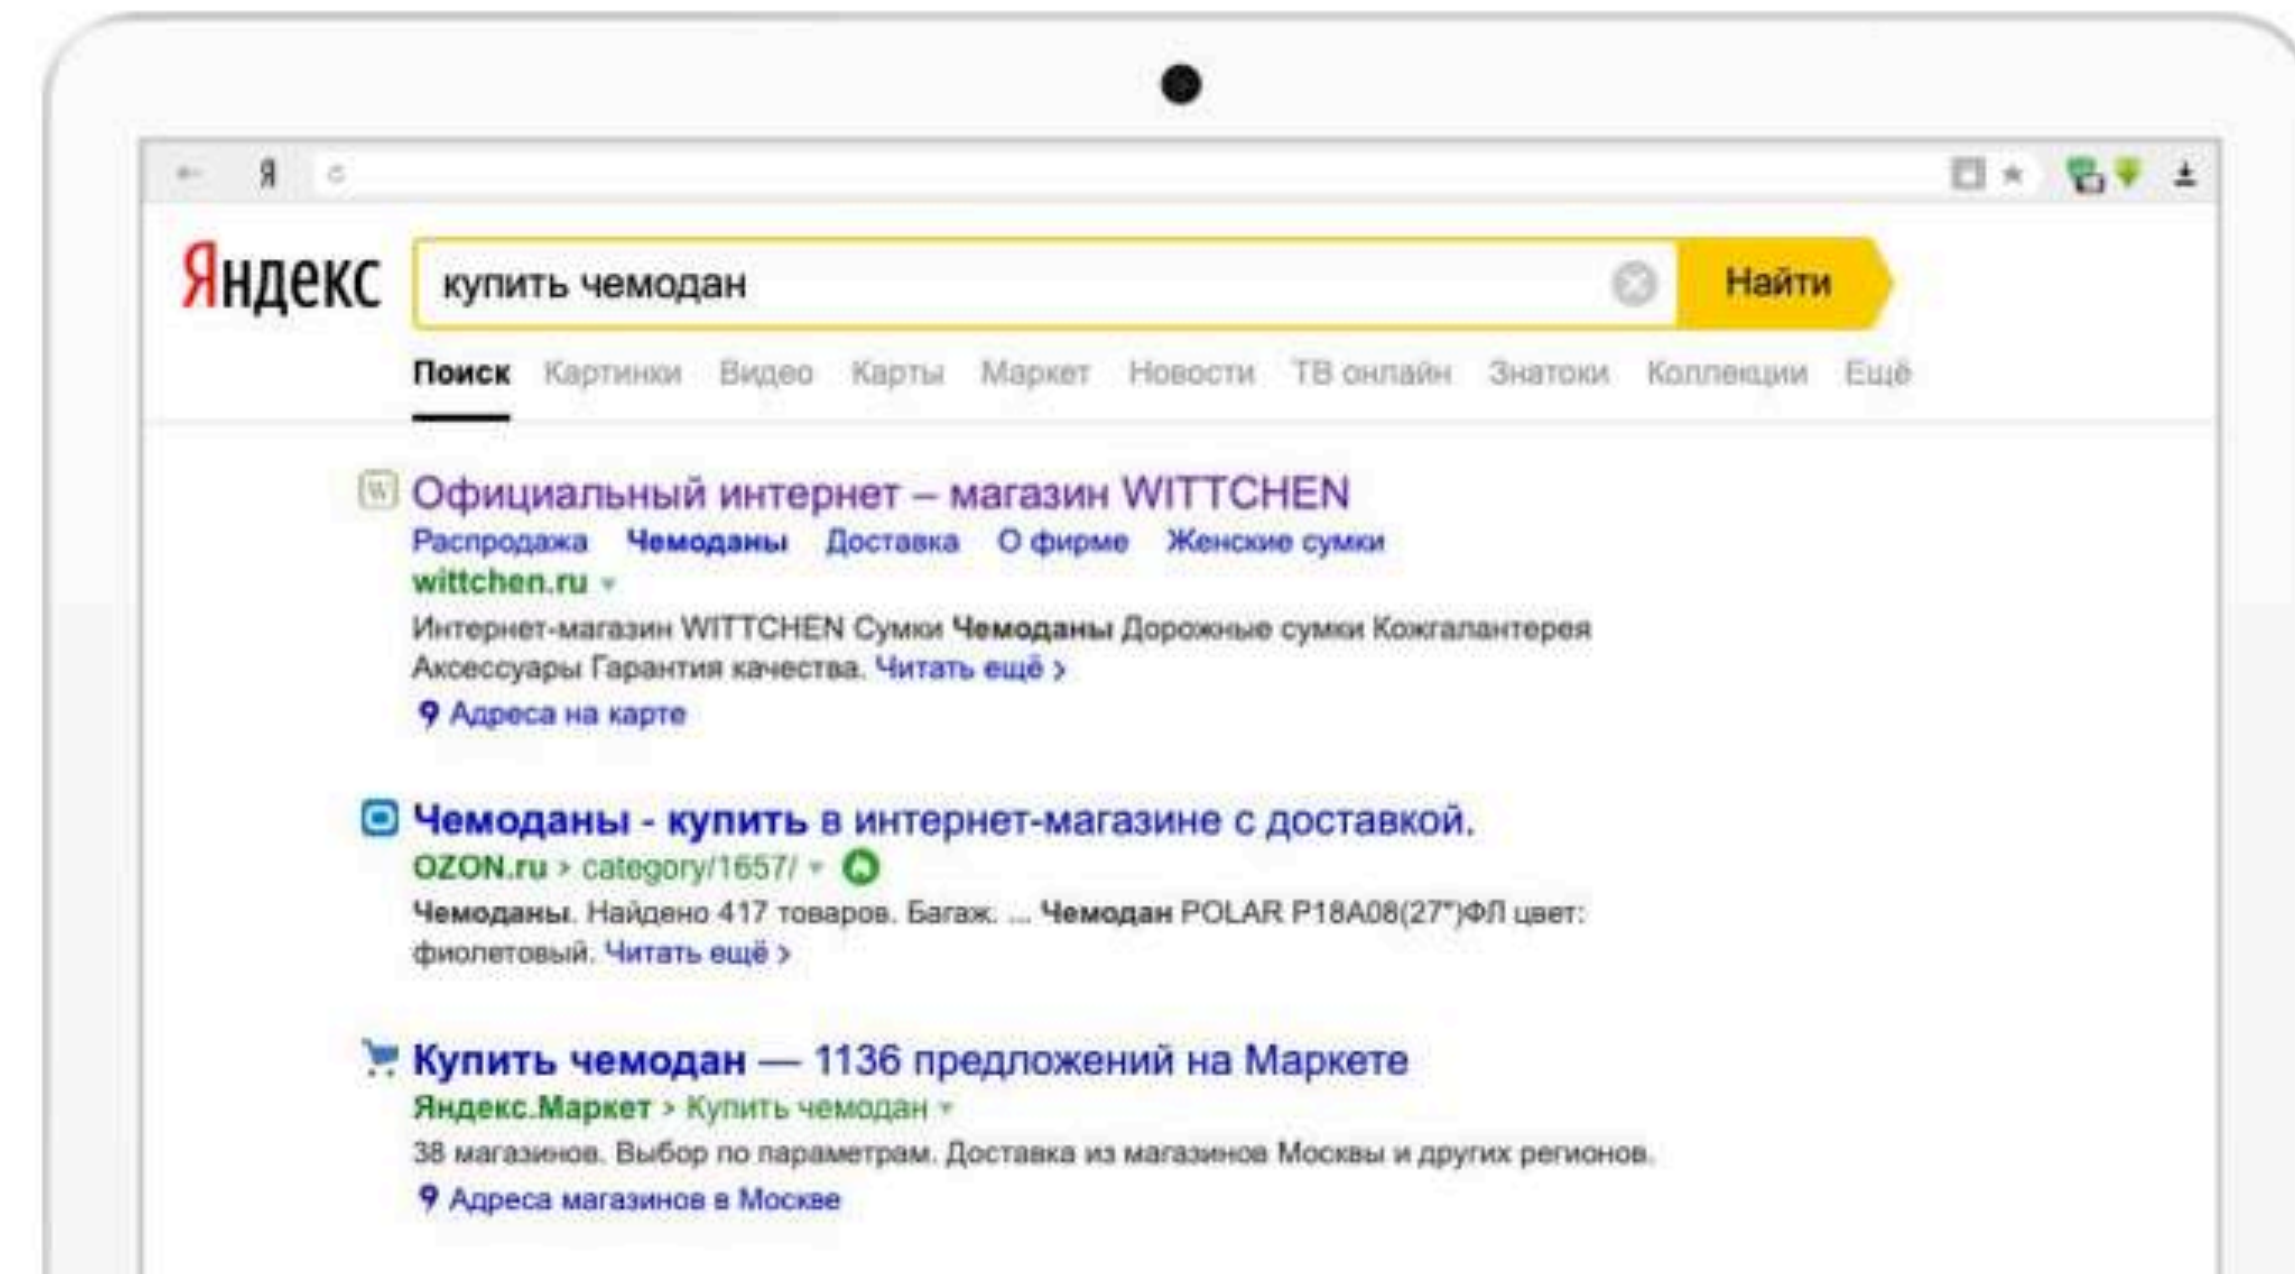 Я
Яндекс купить чемодан Найти
Поиск Картинки Видео Карты Маркет Новости ТВ онлайн Знатоки Коллекции Ещё
W Официальный интернет – магазин WITTCHEN
Распродажа Чемоданы Доставка О фирме Женские сумки
wittchen.ru
Интернет-магазин WITTCHEN Сумки Чемоданы Дорожные сумки Кожгалантерея
Аксессуары Гарантия качества. Читать ещё >
Адреса на карте
Чемоданы - купить в интернет-магазине с доставкой.
OZON.ru > category/1657/
Чемоданы. Найдено 417 товаров. Багаж. ... Чемодан POLAR P18A08(27")ФЛ цвет:
фиолетовый. Читать ещё >
Купить чемодан — 1136 предложений на Маркете
Яндекс.Маркет > Купить чемодан
38 магазинов. Выбор по параметрам. Доставка из магазинов Москвы и других регионов.
Адреса магазинов в Москве